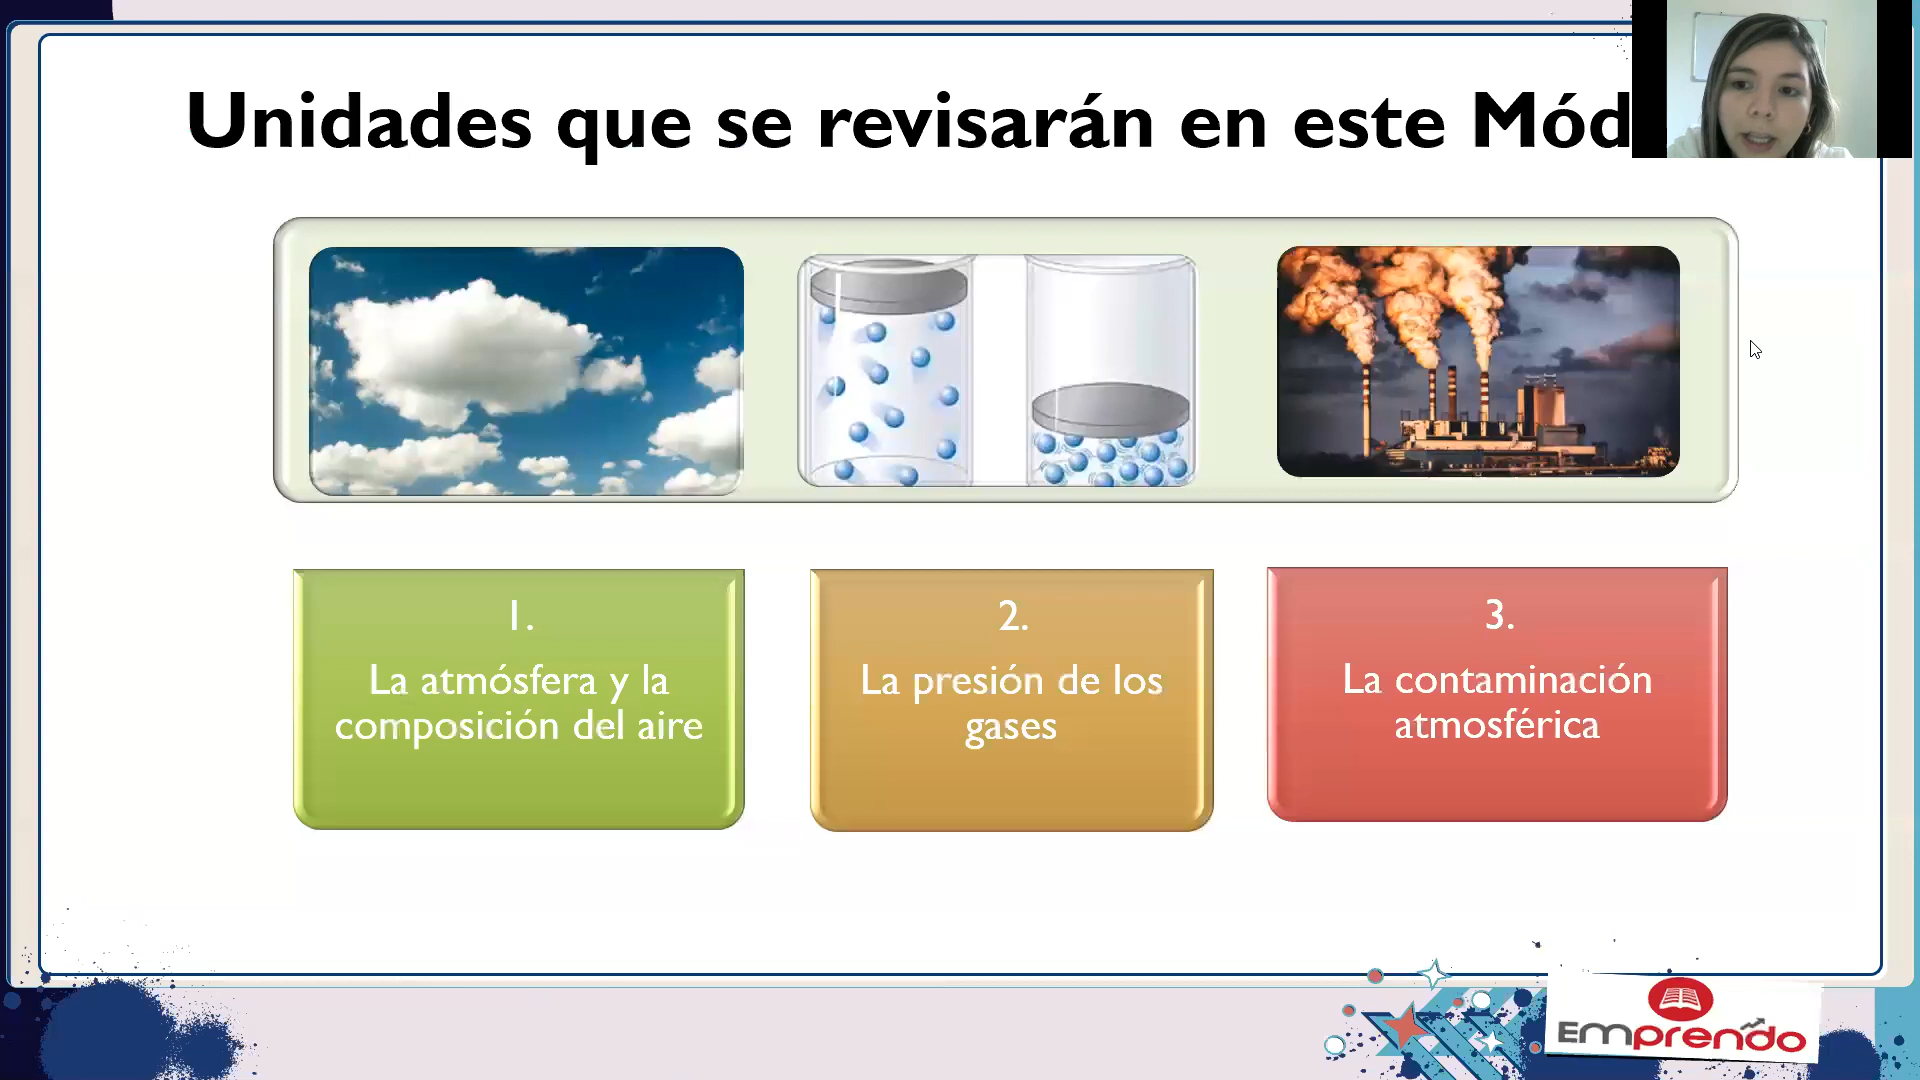 Unidades que se revisarán en este Mód
1.
La atmósfera y la
composición del aire
2.
La presión de los
gases
3.
La contaminación
atmosférica
Emprendo